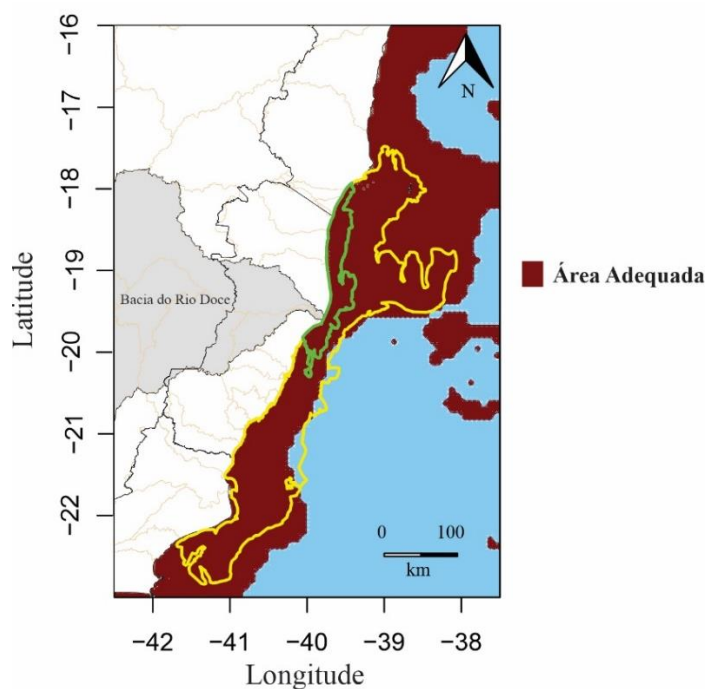 −16
−17
−18
−19
−20
−21
−22
Latitude
N
Bacia do Rio Doce
Área Adequada
0 100
km
−42 −41 −40 −39 −38
Longitude